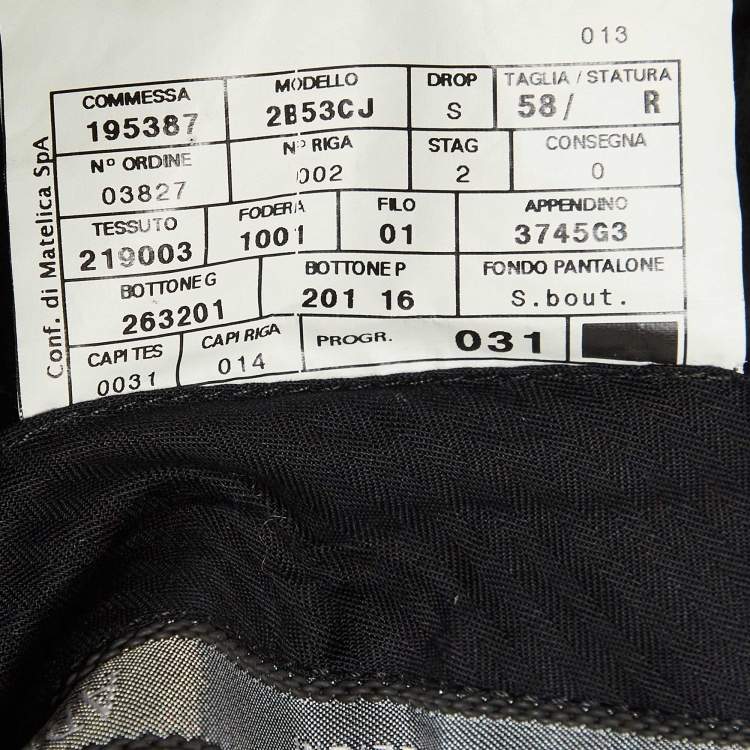 013
COMMESSA MODELLO DROP TAGLIA / STATURA
195387 2B53CJ S 58/ R
Nº ORDINE Nº RIGA STAG CONSEGNA
03827 002 2 0
TESSUTO FODERA FILO APPENDINO
219003 1001 01 3745G3
BOTTONE G BOTTONE P FONDO PANTALONE
263201 201 16 S.bout.
CAPI TES CAPI RIGA PROGR. 031
0031 014
Conf. di Matelica SpA